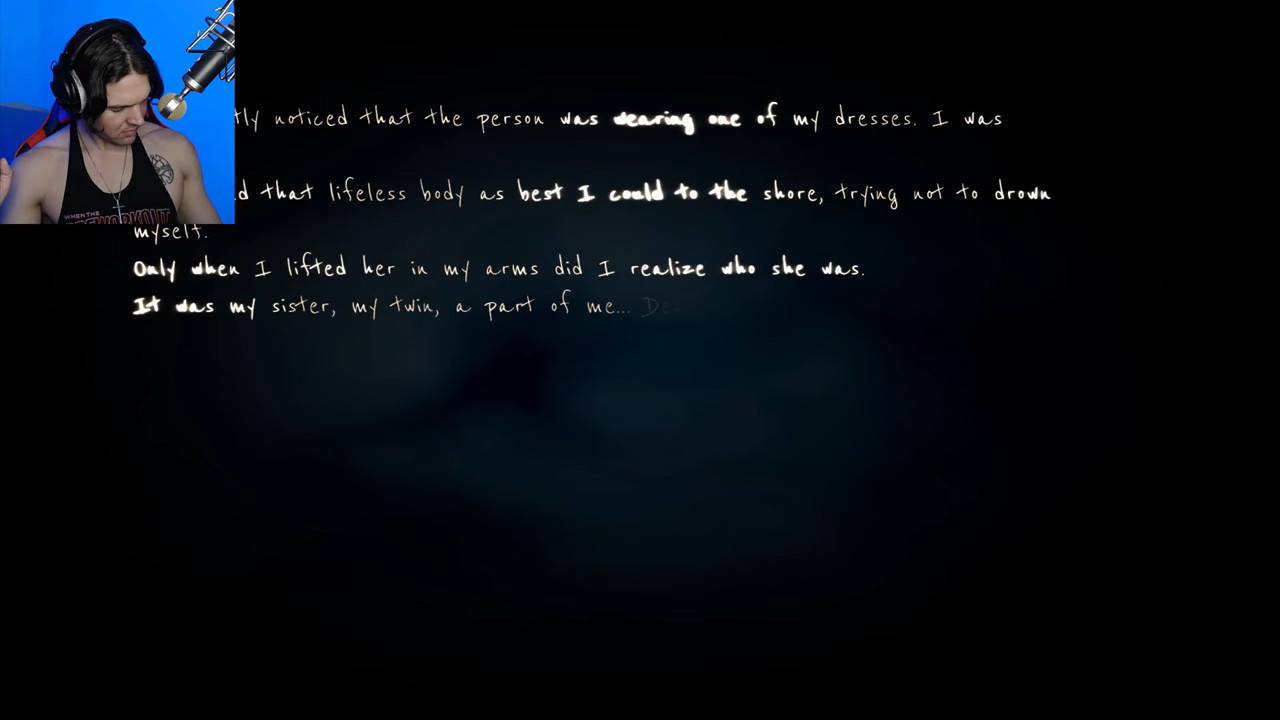 tly noticed that the person was wearing one of my dresses. I was
d that lifeless body as best I could to the shore, trying not to drown
myself.
Only when I lifted her in my arms did I realize who she was.
It was my sister, my twin, a part of me...
WHEN THE